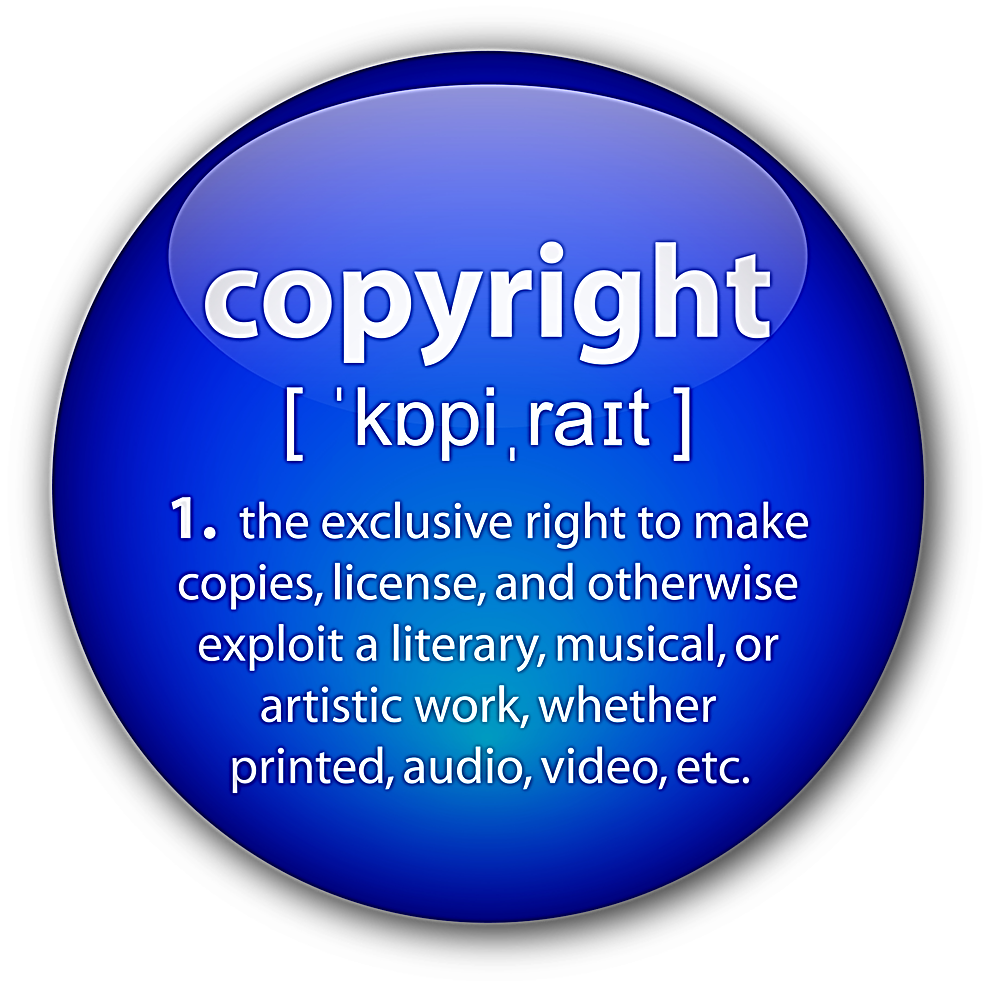 copyright
[ ˈkɒpiˌraɪt ]
1. the exclusive right to make
copies, license, and otherwise
exploit a literary, musical, or
artistic work, whether
printed, audio, video, etc.